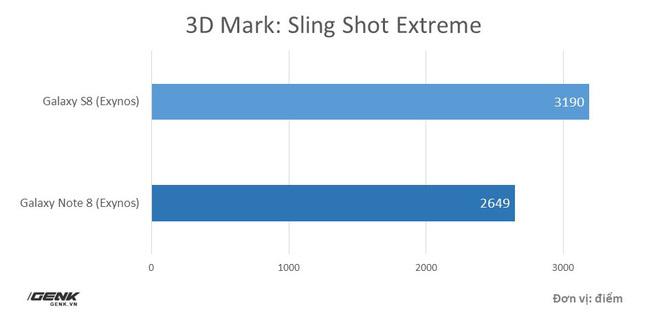 3D Mark: Sling Shot Extreme
Galaxy S8 (Exynos)
3190
Galaxy Note 8 (Exynos)
2649
0 1000 2000 3000
GENK
GENK.VN
Đơn vị: điểm